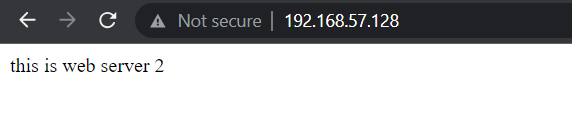 Not secure | 192.168.57.128
this is web server 2